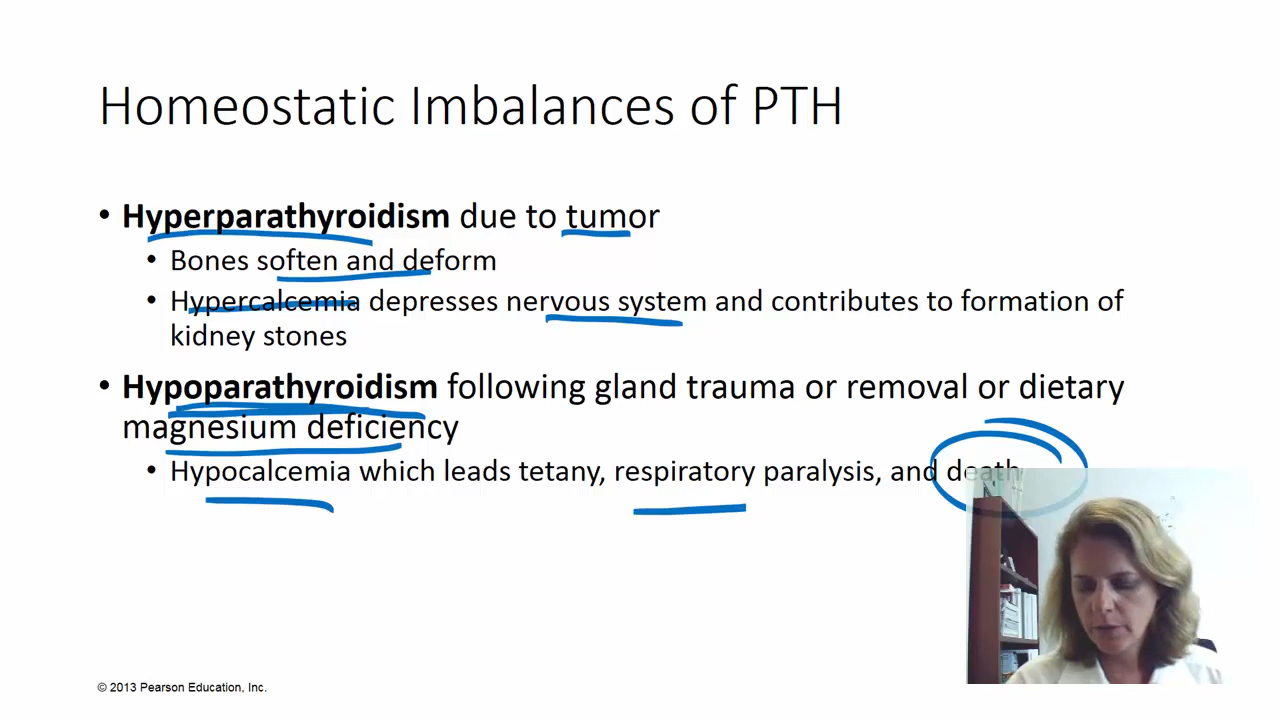 Homeostatic Imbalances of PTH
• Hyperparathyroidism due to tumor
• Bones soften and deform
• Hypercalcemia depresses nervous system and contributes to formation of
kidney stones
• Hypoparathyroidism following gland trauma or removal or dietary
magnesium deficiency
• Hypocalcemia which leads tetany, respiratory paralysis, and death
© 2013 Pearson Education, Inc.